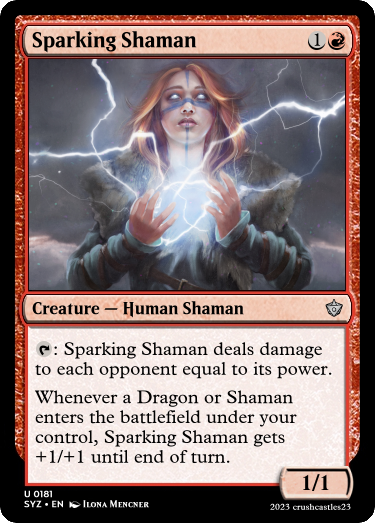 Sparking Shaman 1
Creature — Human Shaman
: Sparking Shaman deals damage
to each opponent equal to its power.
Whenever a Dragon or Shaman
enters the battlefield under your
control, Sparking Shaman gets
+1/+1 until end of turn.
1/1
U 0181
SYZ • EN Ilona Mencner
2023 crushcastles23